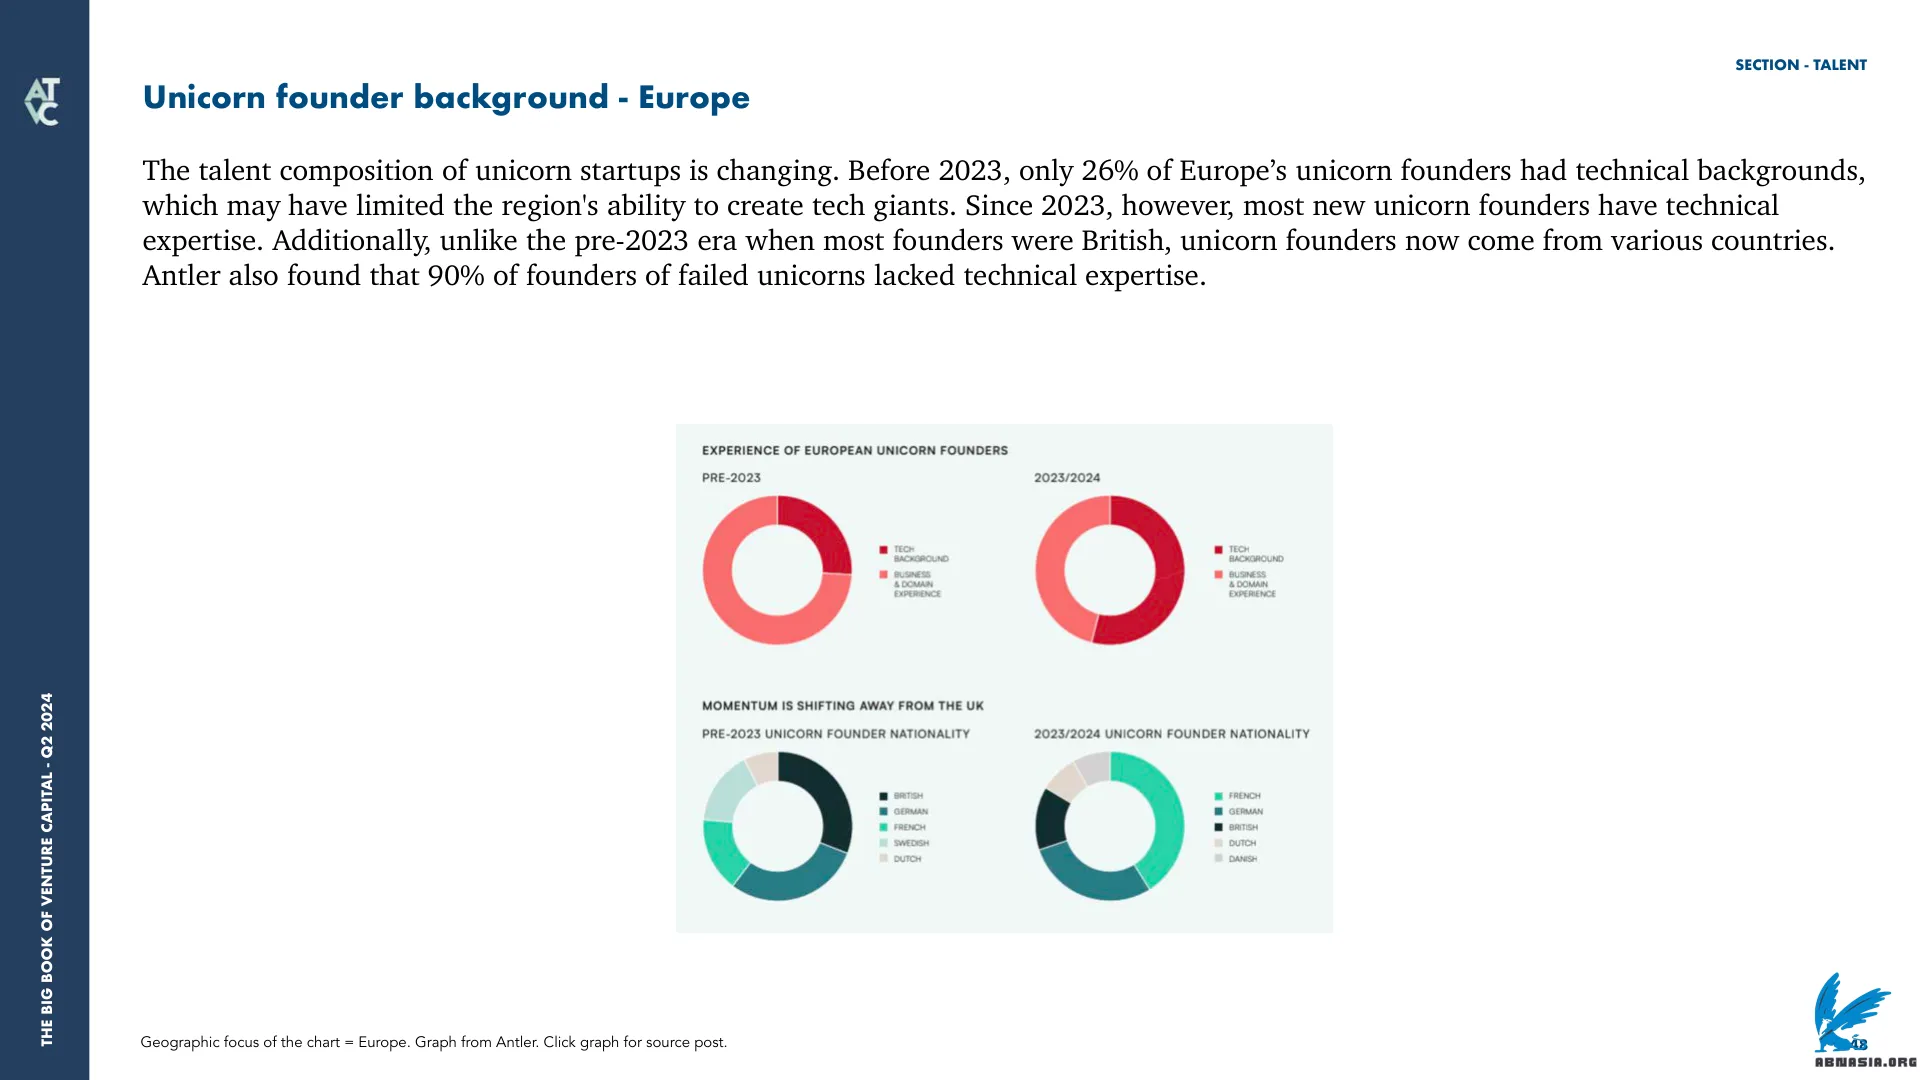 AT
VC
THE BIG BOOK OF VENTURE CAPITAL - Q2 2024
SECTION - TALENT
Unicorn founder background - Europe
The talent composition of unicorn startups is changing. Before 2023, only 26% of Europe’s unicorn founders had technical backgrounds,
which may have limited the region's ability to create tech giants. Since 2023, however, most new unicorn founders have technical
expertise. Additionally, unlike the pre-2023 era when most founders were British, unicorn founders now come from various countries.
Antler also found that 90% of founders of failed unicorns lacked technical expertise.
EXPERIENCE OF EUROPEAN UNICORN FOUNDERS
PRE-2023
TECH
BACKGROUND
BUSINESS
& DOMAIN
EXPERIENCE
2023/2024
TECH
BACKGROUND
BUSINESS
& DOMAIN
EXPERIENCE
MOMENTUM IS SHIFTING AWAY FROM THE UK
PRE-2023 UNICORN FOUNDER NATIONALITY
BRITISH
GERMAN
FRENCH
SWEDISH
DUTCH
2023/2024 UNICORN FOUNDER NATIONALITY
FRENCH
GERMAN
BRITISH
DUTCH
DANISH
Geographic focus of the chart = Europe. Graph from Antler. Click graph for source post.
48
ABNASIA.ORG